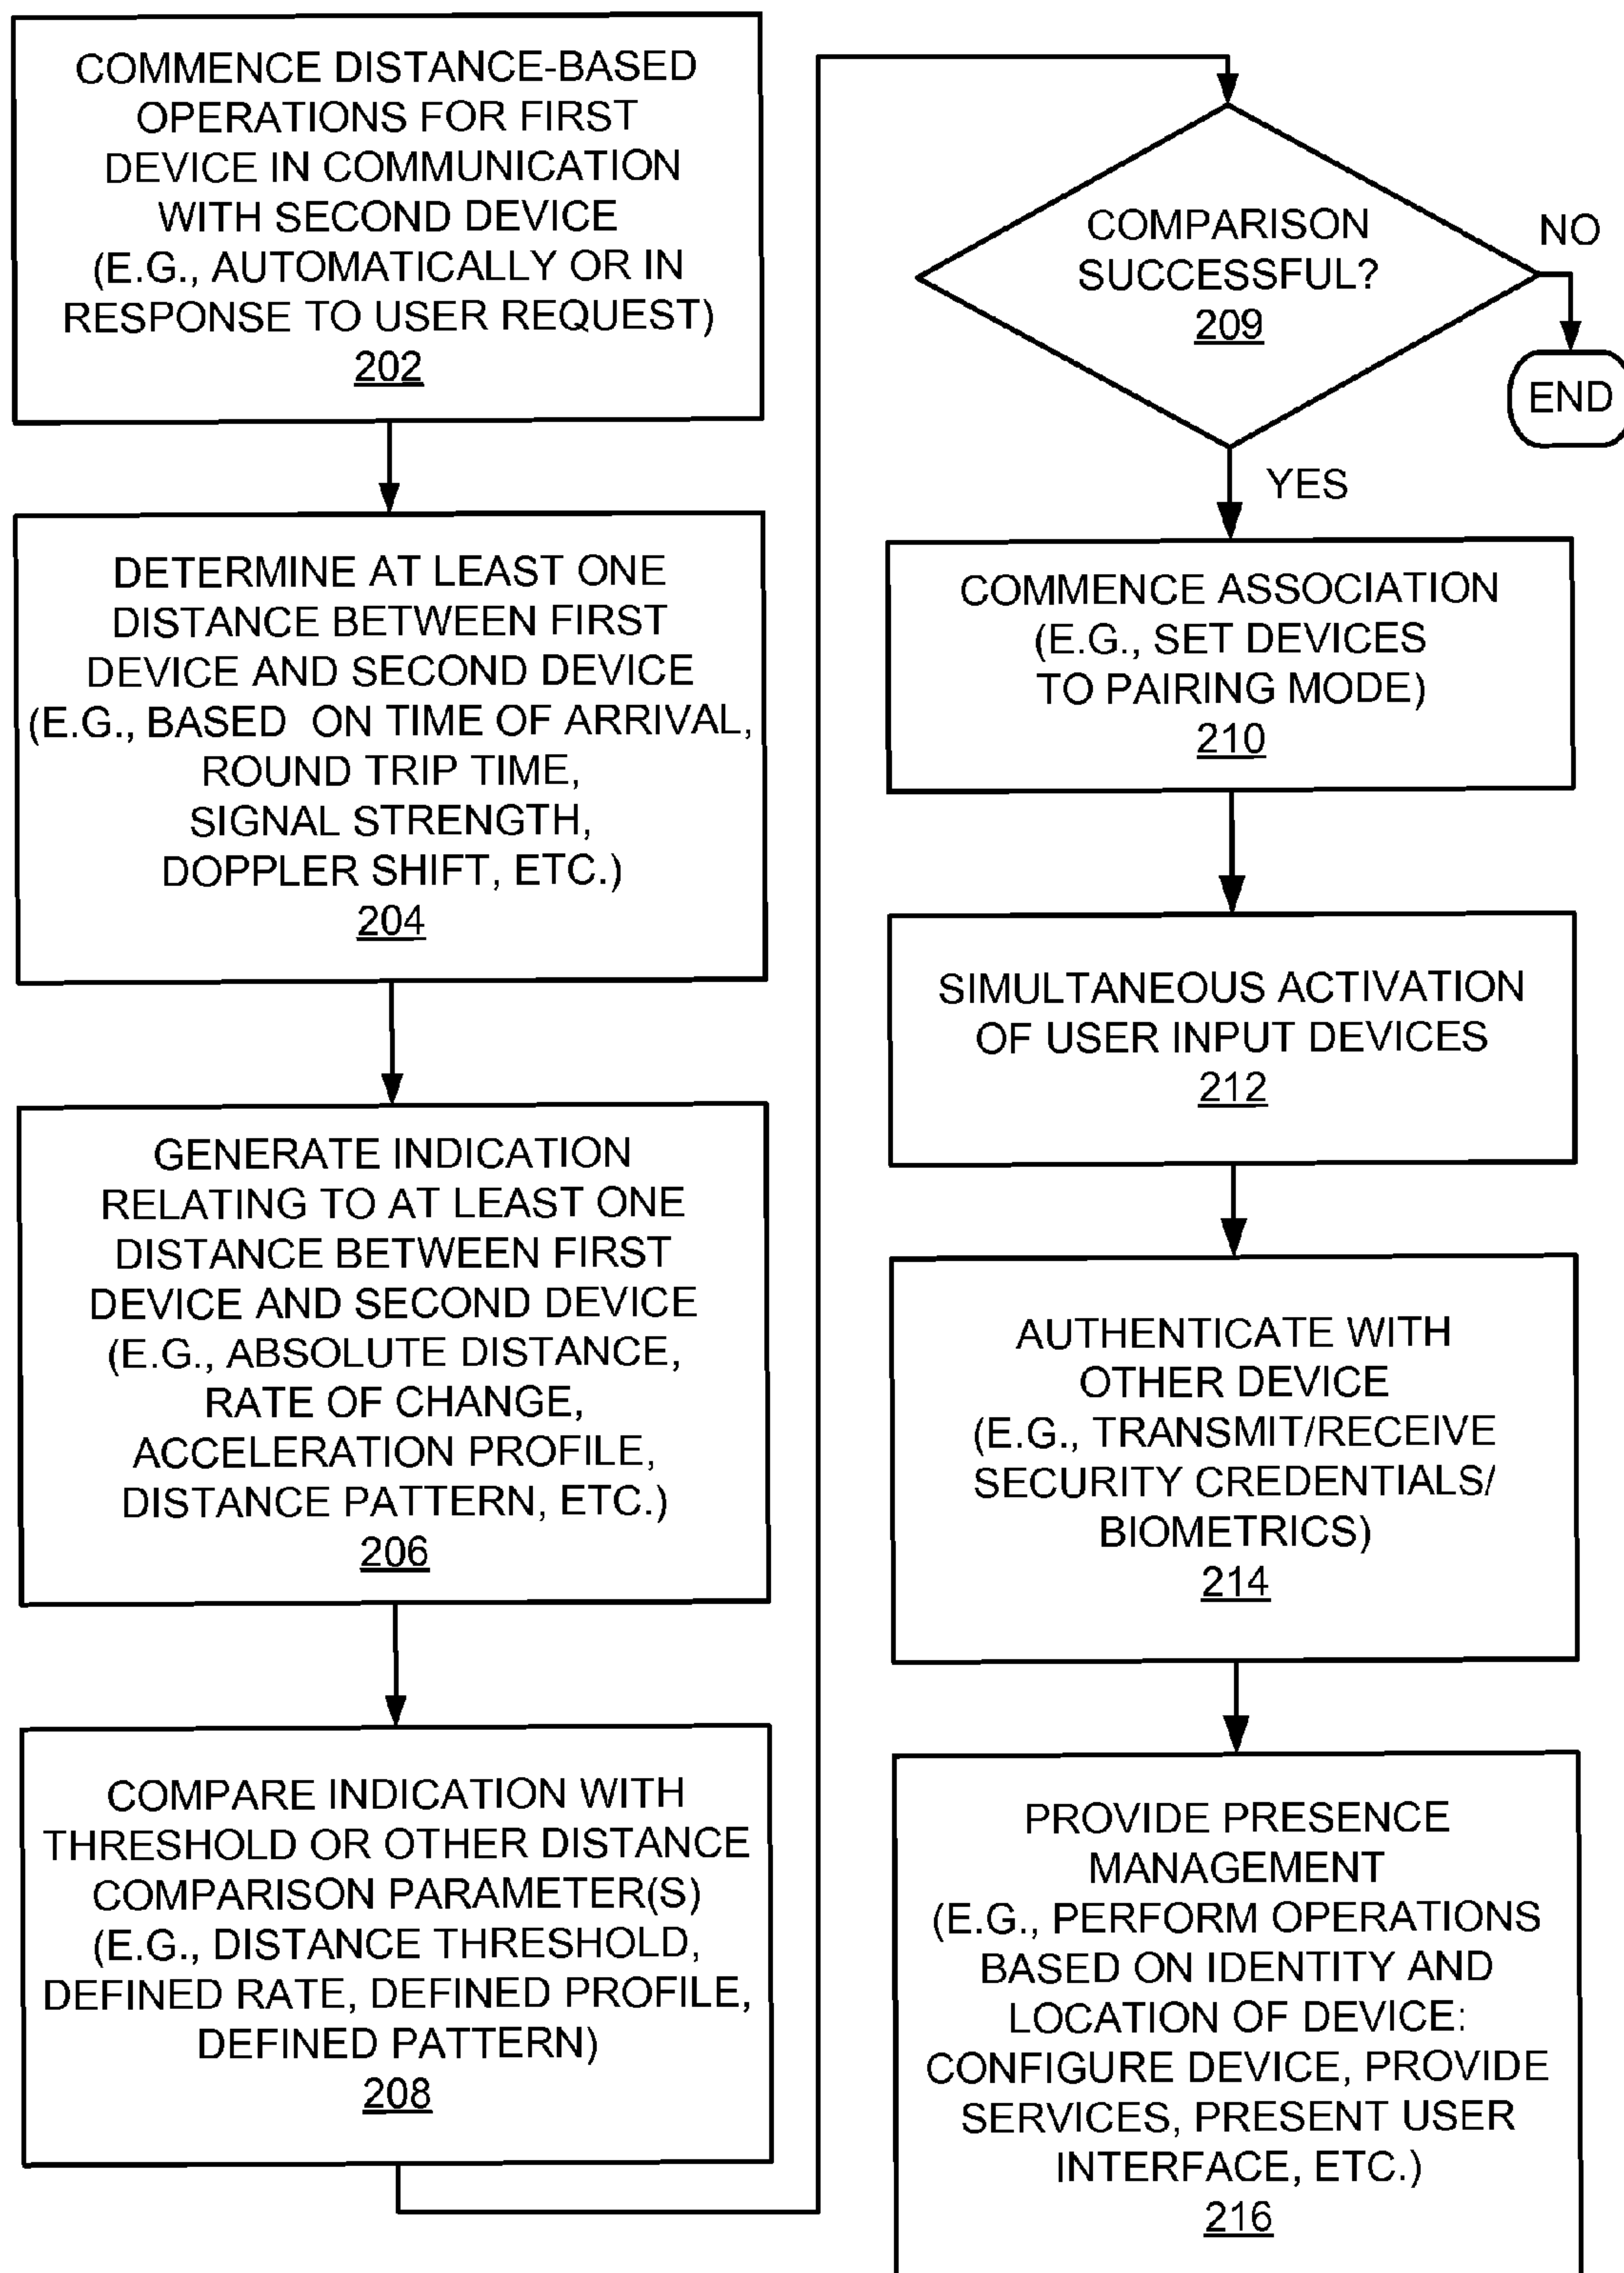 COMMENCE DISTANCE-BASED
OPERATIONS FOR FIRST
DEVICE IN COMMUNICATION
WITH SECOND DEVICE
(E.G., AUTOMATICALLY OR IN
RESPONSE TO USER REQUEST)
202
DETERMINE AT LEAST ONE
DISTANCE BETWEEN FIRST
DEVICE AND SECOND DEVICE
(E.G., BASED ON TIME OF ARRIVAL,
ROUND TRIP TIME,
SIGNAL STRENGTH,
DOPPLER SHIFT, ETC.)
204
GENERATE INDICATION
RELATING TO AT LEAST ONE
DISTANCE BETWEEN FIRST
DEVICE AND SECOND DEVICE
(E.G., ABSOLUTE DISTANCE,
RATE OF CHANGE,
ACCELERATION PROFILE,
DISTANCE PATTERN, ETC.)
206
COMPARE INDICATION WITH
THRESHOLD OR OTHER DISTANCE
COMPARISON PARAMETER(S)
(E.G., DISTANCE THRESHOLD,
DEFINED RATE, DEFINED PROFILE,
DEFINED PATTERN)
208
COMPARISON
SUCCESSFUL?
209
NO
END
YES
COMMENCE ASSOCIATION
(E.G., SET DEVICES
TO PAIRING MODE)
210
SIMULTANEOUS ACTIVATION
OF USER INPUT DEVICES
212
AUTHENTICATE WITH
OTHER DEVICE
(E.G., TRANSMIT/RECEIVE
SECURITY CREDENTIALS/
BIOMETRICS)
214
PROVIDE PRESENCE
MANAGEMENT
(E.G., PERFORM OPERATIONS
BASED ON IDENTITY AND
LOCATION OF DEVICE:
CONFIGURE DEVICE, PROVIDE
SERVICES, PRESENT USER
INTERFACE, ETC.)
216